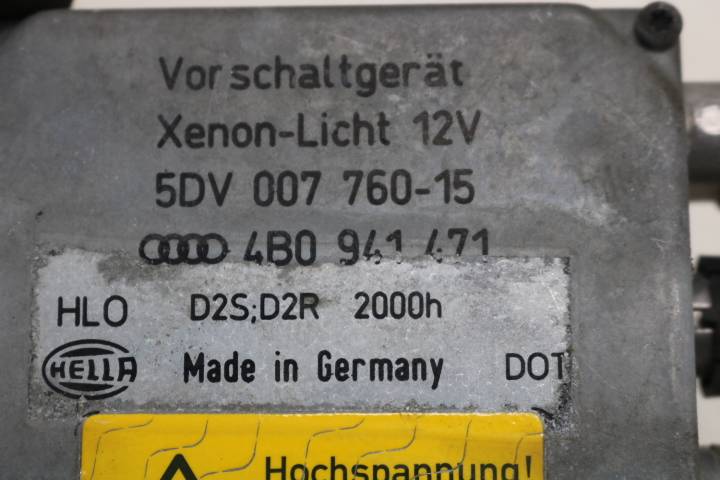 Vorschaltgerät
Xenon-Licht 12V
5DV 007 760-15
4B0 941 471
HLO D2S;D2R 2000h
HELLA Made in Germany DOT
Hochspannung!